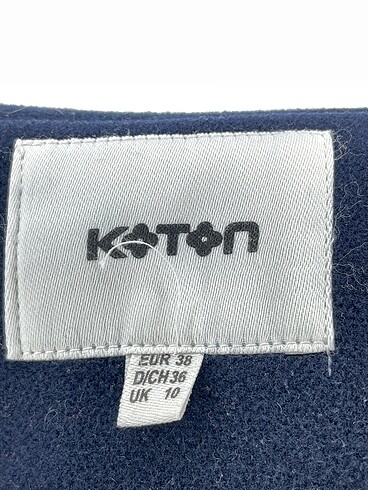 KOTON
EUR 38
D/CH 36
UK 10